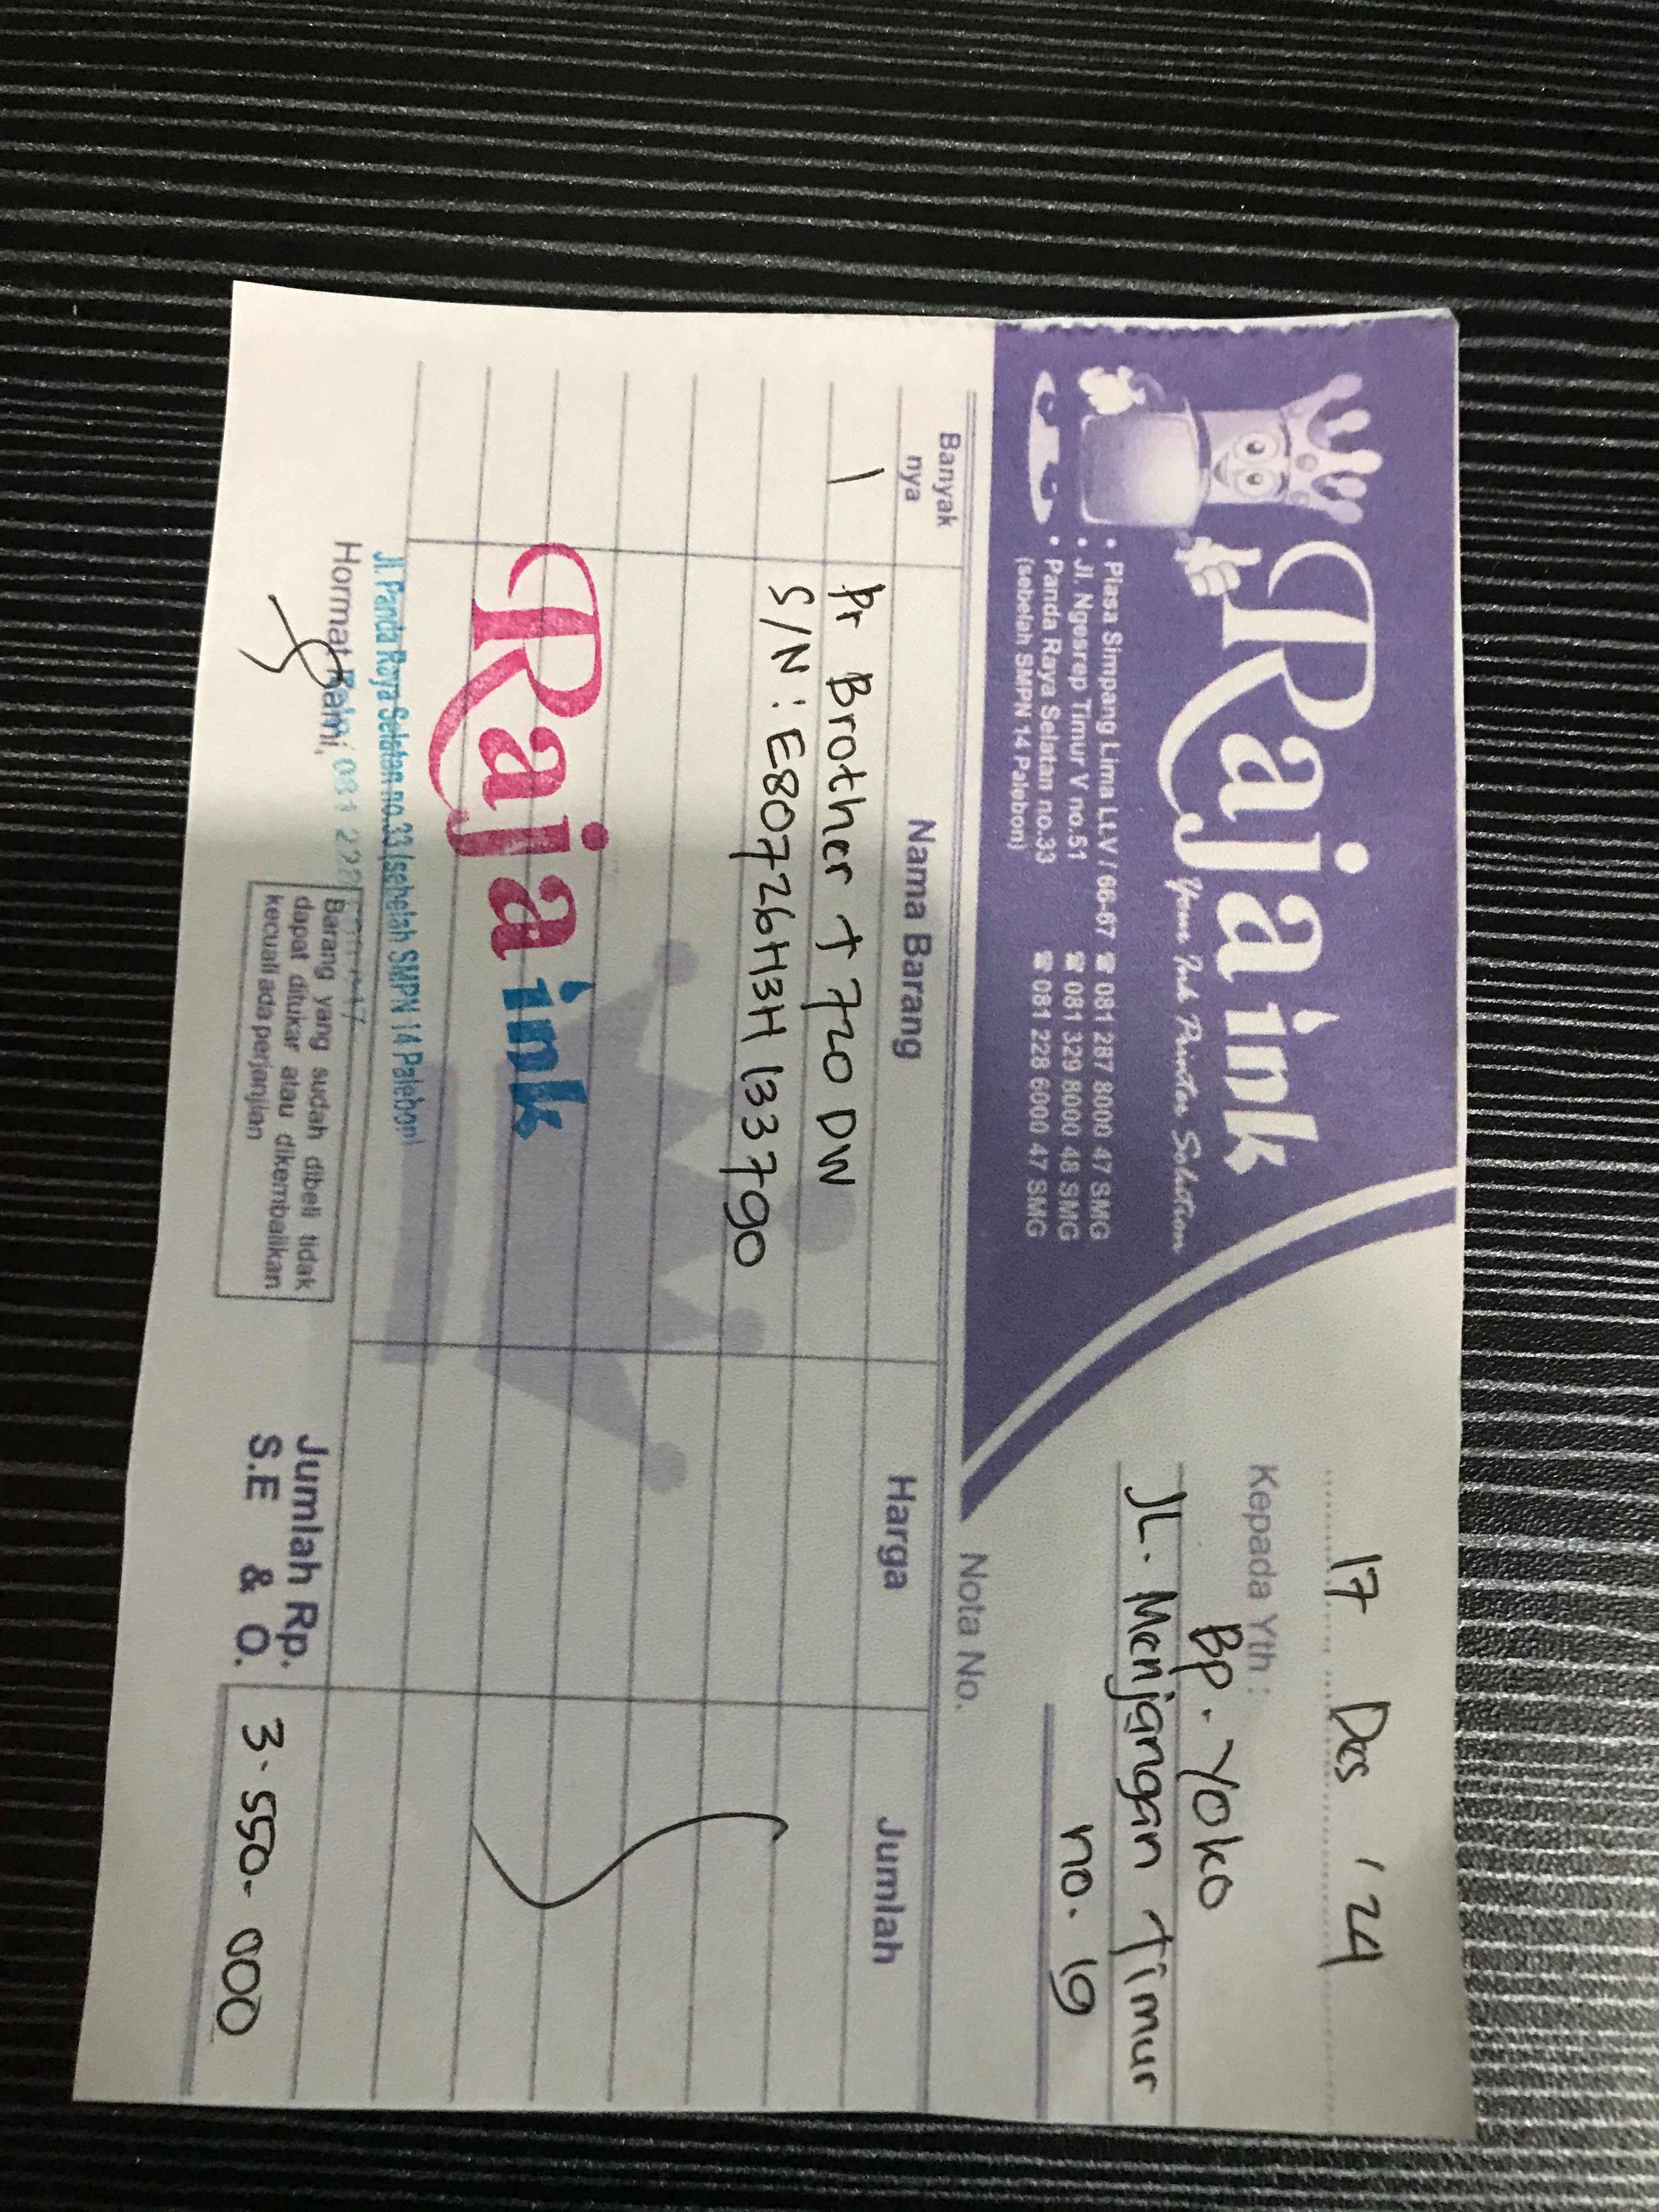 Raja ink
Your Ink Printer Solution
• Plasa Simpang Lima Lt.V / 66-67 ☎ 081 287 8000 47 SMG
• Jl. Ngesrep Timur V no.51 ☎ 081 329 8000 48 SMG
• Panda Raya Selatan no.33 ☎ 081 228 6000 47 SMG
(sebelah SMPN 14 Palebon)
17 Des '24
Kepada Yth :
Bp. Yoko
JL. Menjangan Timur
no. 19
Nota No.
Banyak nya Nama Barang Harga Jumlah
1 Pr Brother T 720 DW
S/N : E80726H3H133790
Raja ink
Jl. Panda Raya Selatan no.33 (sebelah SMPN 14 Palebon)
Hormat Kami,
081
Barang yang sudah dibeli tidak
dapat ditukar atau dikembalikan
kecuali ada perjanjian
Jumlah Rp. 3.550.000
S.E & O.